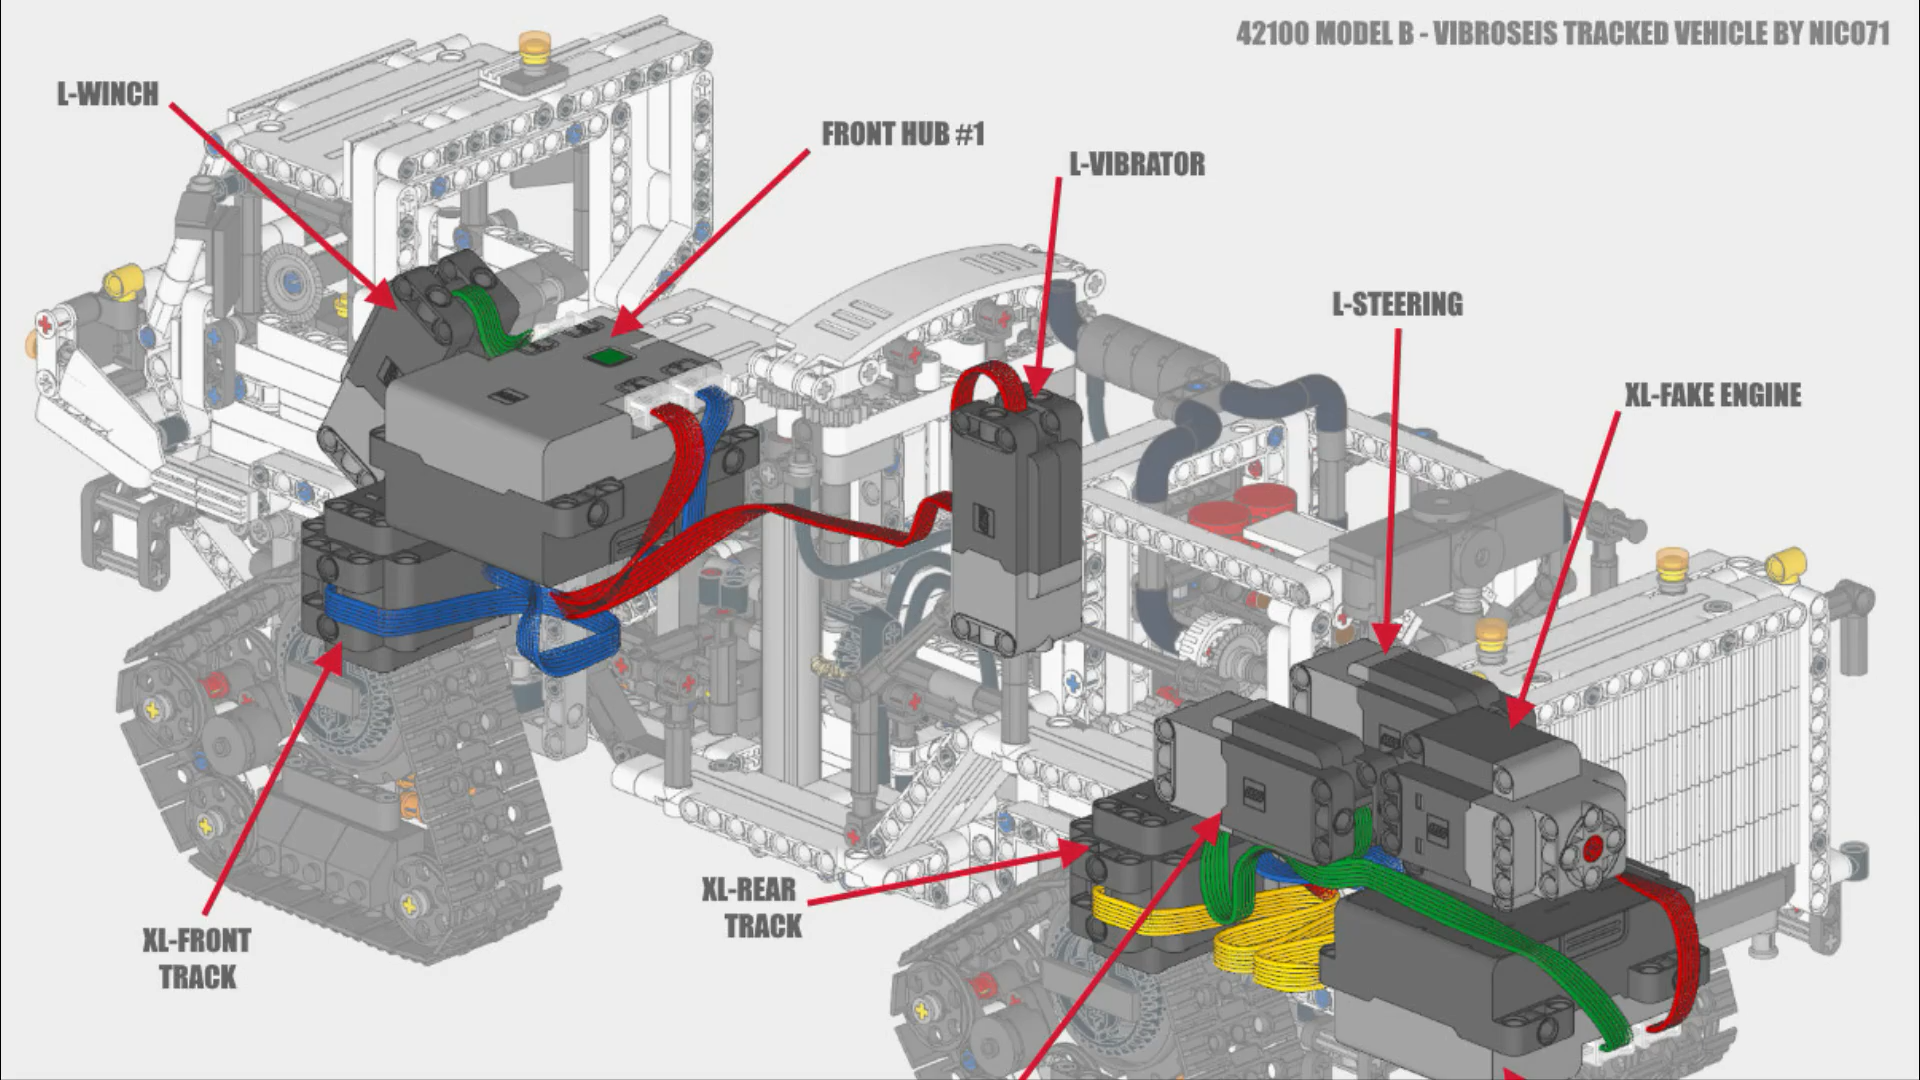 42100 MODEL B - VIBROSEIS TRACKED VEHICLE BY NICO71
L-WINCH
FRONT HUB #1
L-VIBRATOR
L-STEERING
XL-FAKE ENGINE
XL-REAR
TRACK
XL-FRONT
TRACK